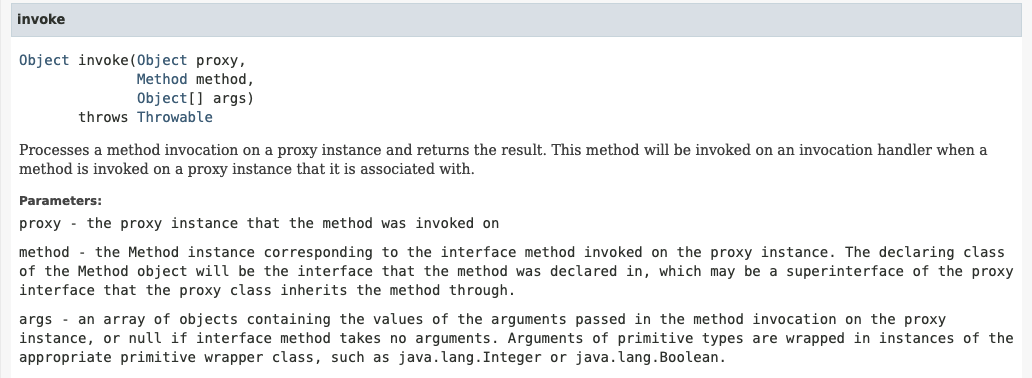 invoke
Object invoke(Object proxy,
Method method,
Object[] args)
throws Throwable
Processes a method invocation on a proxy instance and returns the result. This method will be invoked on an invocation handler when a
method is invoked on a proxy instance that it is associated with.
Parameters:
proxy - the proxy instance that the method was invoked on
method - the Method instance corresponding to the interface method invoked on the proxy instance. The declaring class
of the Method object will be the interface that the method was declared in, which may be a superinterface of the proxy
interface that the proxy class inherits the method through.
args - an array of objects containing the values of the arguments passed in the method invocation on the proxy
instance, or null if interface method takes no arguments. Arguments of primitive types are wrapped in instances of the
appropriate primitive wrapper class, such as java.lang.Integer or java.lang.Boolean.